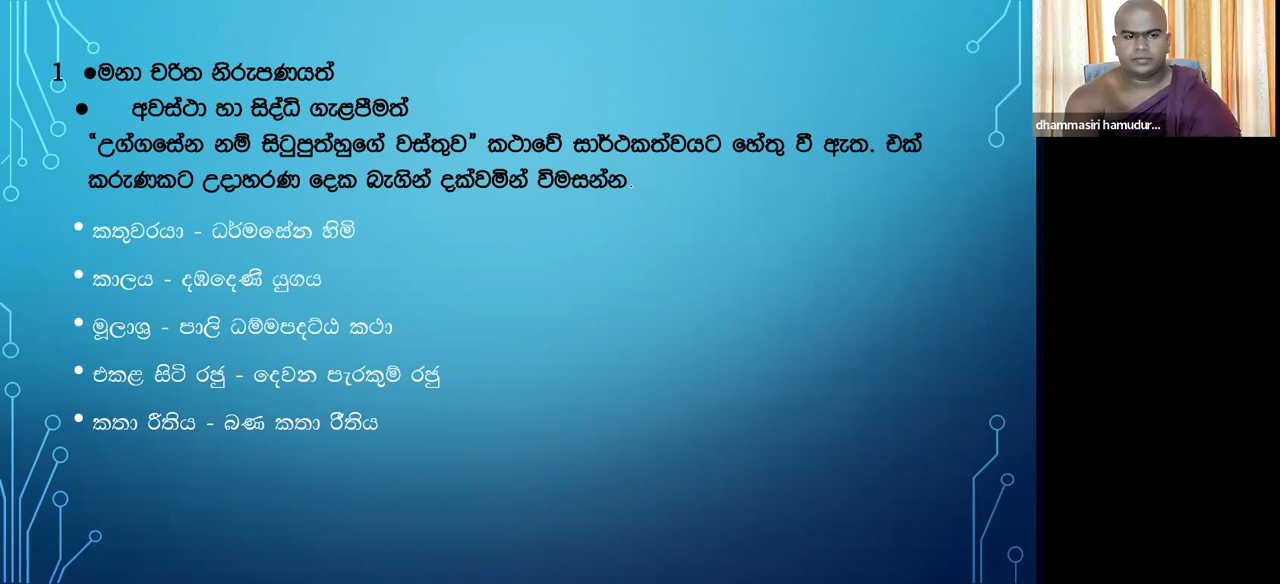 1 ●මනා චරිත නිරුපණයත්
● අවස්ථා හා සිද්ධි ගැළපීමත්
“උග්ගසේන නම් සිටුපුත්හුගේ වස්තුව” කථාවේ සාර්ථකත්වයට හේතු වී ඇත. එක්
කරුණකට උදාහරණ දෙක බැගින් දක්වමින් විමසන්න.
• කතුවරයා - ධර්මසේන හිමි
• කාලය - දඹදෙණි යුගය
• මූලාශ්‍ර - පාලි ධම්මපදට්ඨ කථා
• එකළ සිටි රජු - දෙවන පැරකුම් රජු
• කතා රීතිය - බණ කතා රීතිය
dhammasiri hamudur...